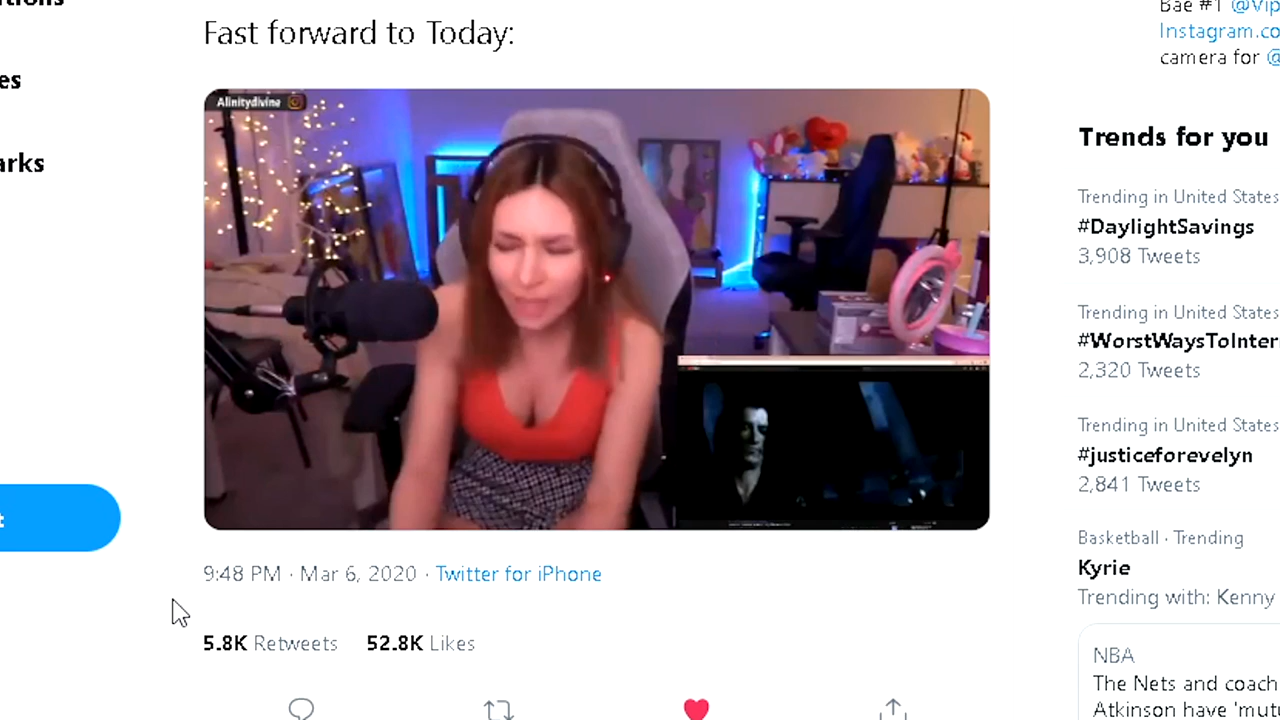 es
arks
Fast forward to Today:
Alinitydivine
9:48 PM · Mar 6, 2020 · Twitter for iPhone
5.8K Retweets 52.8K Likes
Bae #1 @Vip
Instagram.co
camera for @
Trends for you
Trending in United States
#DaylightSavings
3,908 Tweets
Trending in United States
#WorstWaysToInter
2,320 Tweets
Trending in United States
#justiceforevelyn
2,841 Tweets
Basketball · Trending
Kyrie
Trending with: Kenny
NBA
The Nets and coach
Atkinson have 'mut